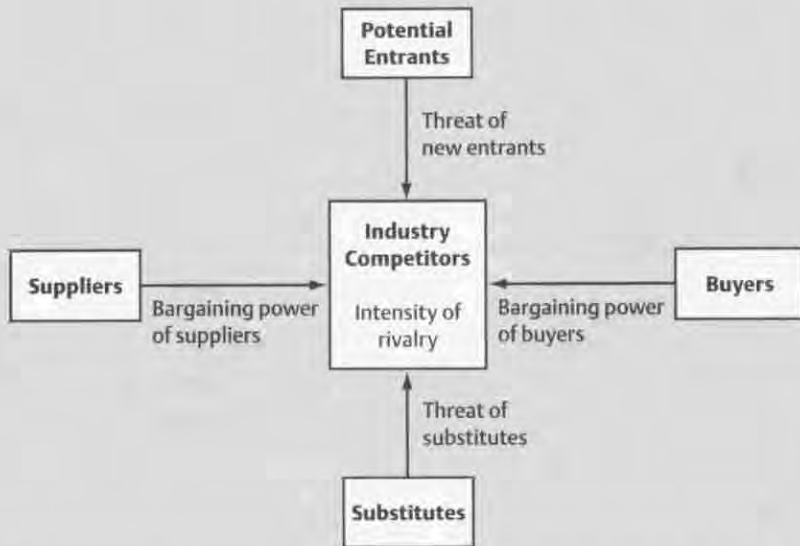 Potential
Entrants
Threat of
new entrants
Industry
Competitors
Intensity of
rivalry
Suppliers
Bargaining power
of suppliers
Buyers
Bargaining power
of buyers
Threat of
substitutes
Substitutes